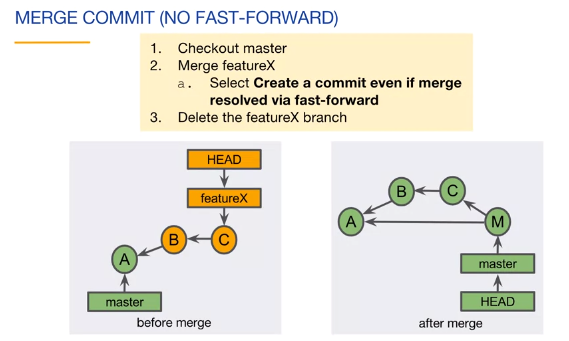 MERGE COMMIT (NO FAST-FORWARD)
1. Checkout master
2. Merge featureX
a. Select Create a commit even if merge
resolved via fast-forward
3. Delete the featureX branch
HEAD
featureX
A
B
C
master
before merge
A
B
C
M
master
HEAD
after merge